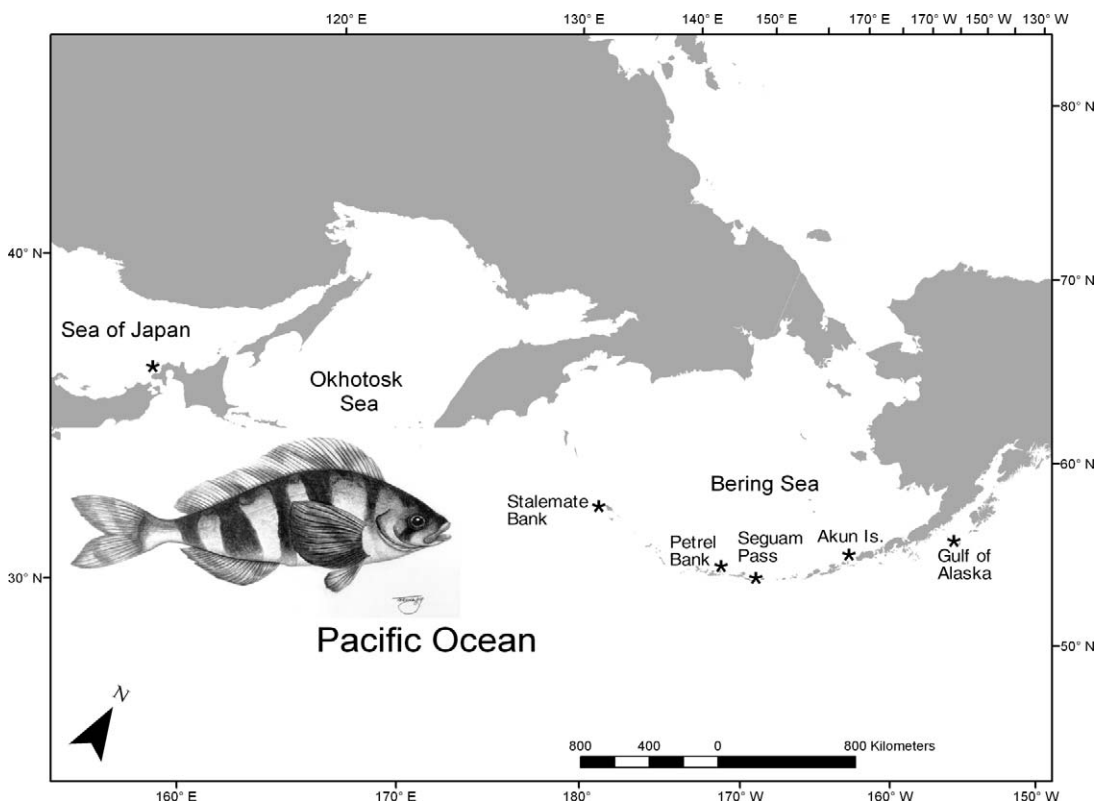 120° E 130° E 140° E 150° E 170° E 170° W 150° W 130° W
80° N
40° N
70° N
Sea of Japan
*
Okhotosk
Sea
60° N
Bering Sea
Stalemate
Bank
*
Petrel
Bank
*
Seguam
Pass
*
Akun Is.
*
*
Gulf of
Alaska
30° N
Pacific Ocean
50° N
N
800 400 0 800 Kilometers
160° E 170° E 180° 170° W 160° W 150° W